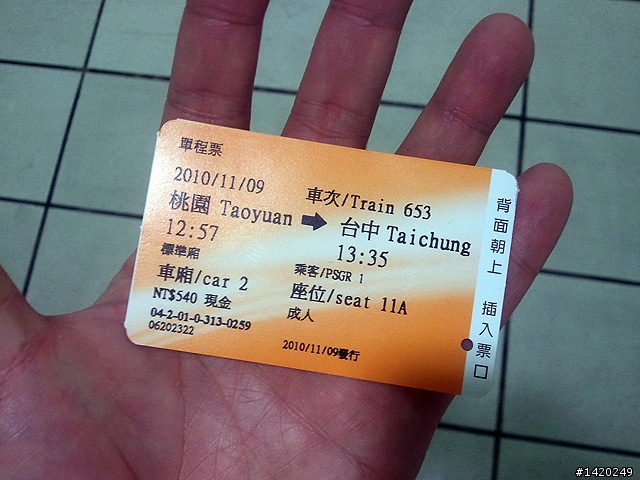 單程票
2010/11/09 車次/Train 653
桃園 Taoyuan → 台中 Taichung
12:57 13:35
標準廂 乘客/PSGR 1
車廂/car 2 座位/seat 11A
NT$540 現金 成人
04-2-01-0-313-0259
06202322
2010/11/09發行
背面朝上 插入票口
#1420249